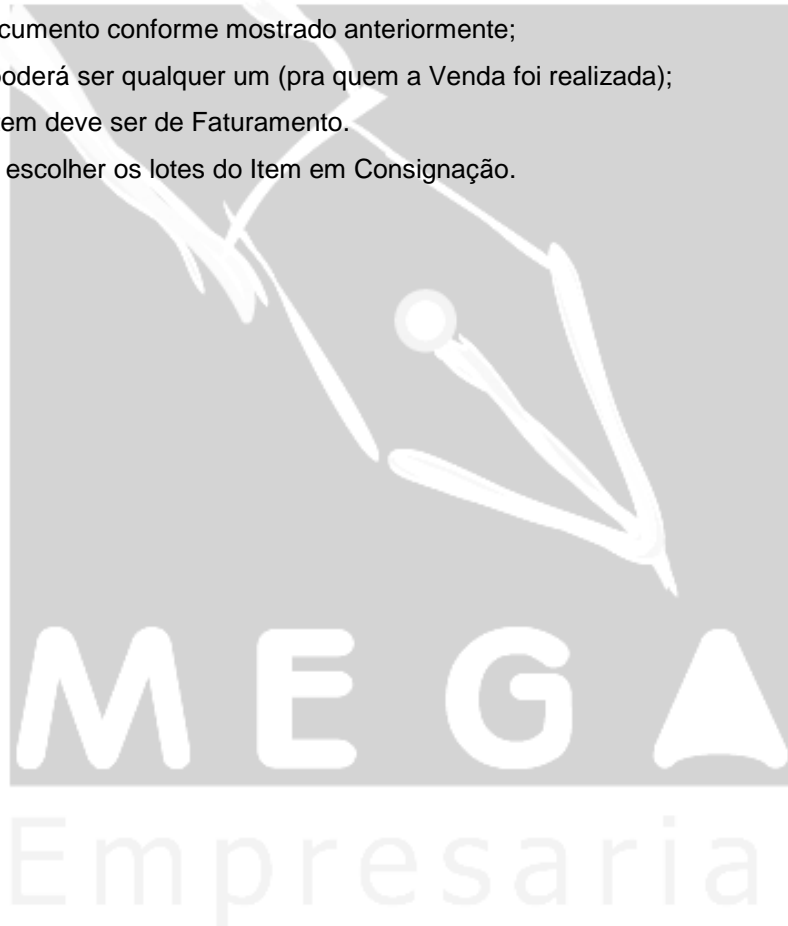 cumento conforme mostrado anteriormente;
poderá ser qualquer um (pra quem a Venda foi realizada);
em deve ser de Faturamento.
escolher os lotes do Item em Consignação.
MEGA
Empresaria